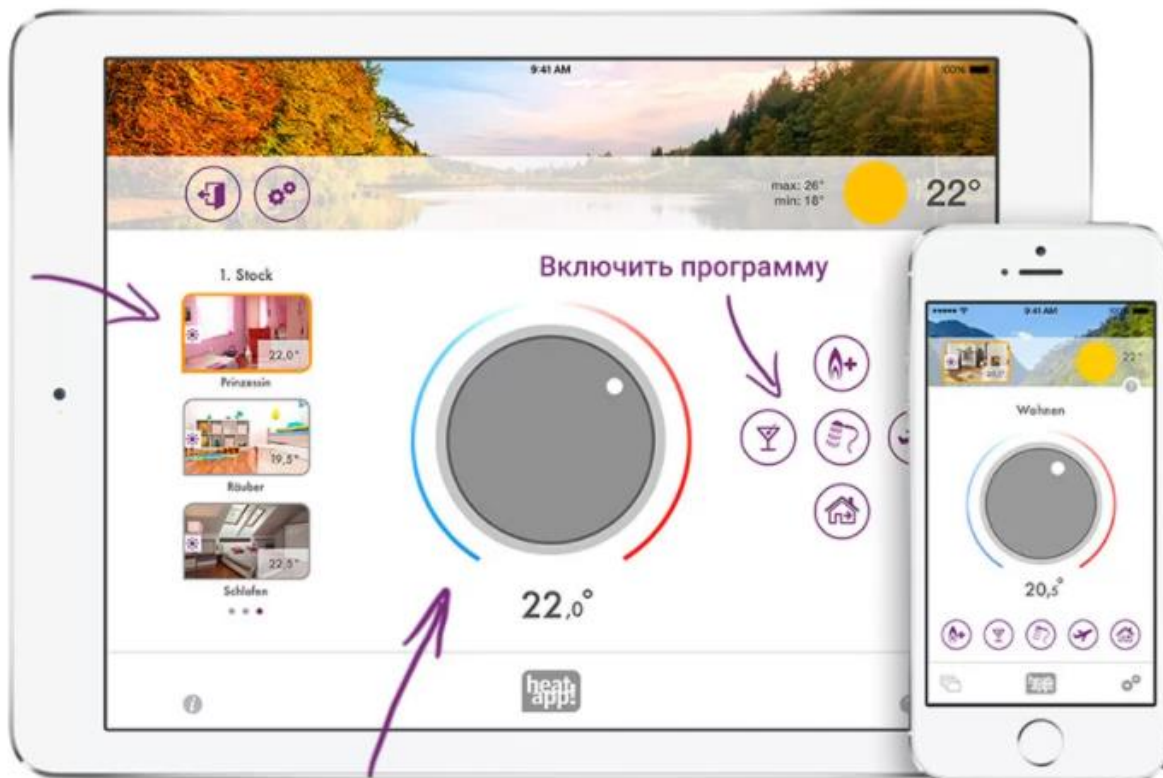 9:41 AM
100%
max: 26°
min: 18°
22°
Включить программу
1. Stock
22,0°
Prinzessin
19,5°
Räuber
22,5°
Schlafen
22,0°
heat
app!
i
9:41 AM
22°
Wohnen
20,5°